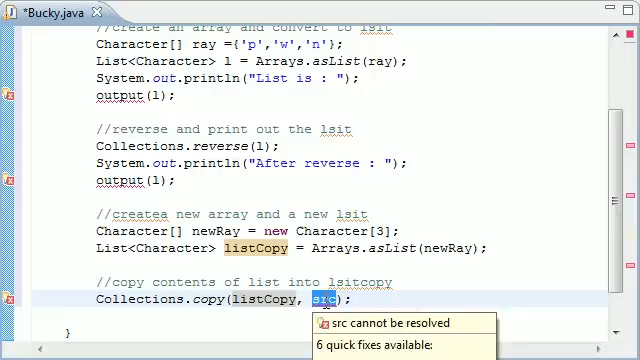 *Bucky.java
//create an array and convert to lsit
Character[] ray ={'p','w','n'};
List<Character> l = Arrays.asList(ray);
System.out.println("List is : ");
output(l);
//reverse and print out the lsit
Collections.reverse(l);
System.out.println("After reverse : ");
output(l);
//createa new array and a new lsit
Character[] newRay = new Character[3];
List<Character> listCopy = Arrays.asList(newRay);
//copy contents of list into lsitcopy
Collections.copy(listCopy, src);
src cannot be resolved
6 quick fixes available:
}